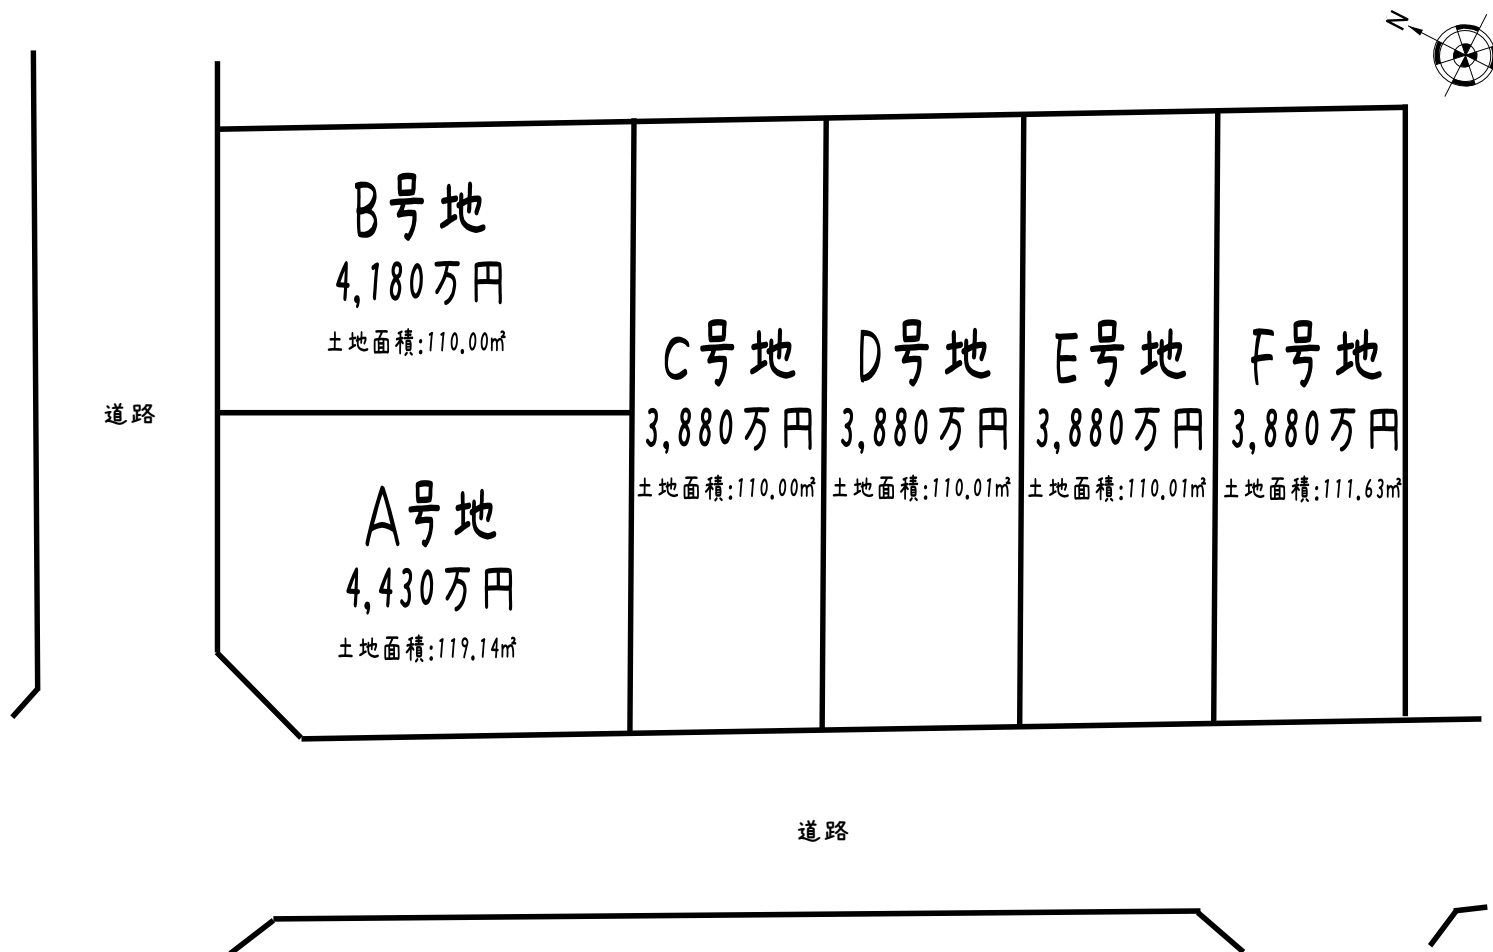 N
B号地
4,180万円
土地面積:110.00㎡
A号地
4,430万円
土地面積:119.14㎡
C号地
3,880万円
土地面積:110.00㎡
D号地
3,880万円
土地面積:110.01㎡
E号地
3,880万円
土地面積:110.01㎡
F号地
3,880万円
土地面積:111.63㎡
道路
道路